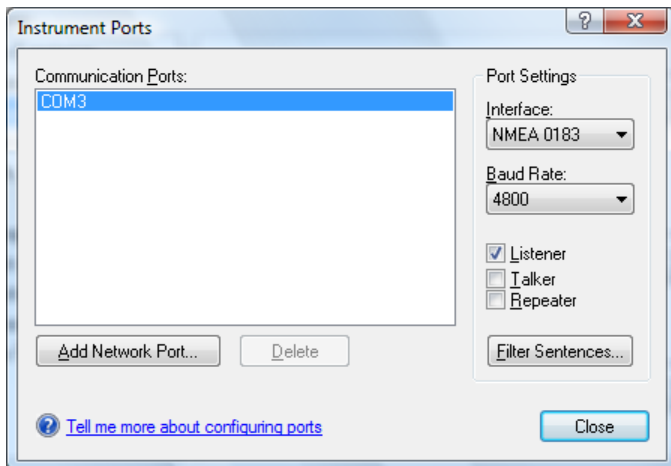 Instrument Ports
Communication Ports:
COM3
Add Network Port...
Delete
Tell me more about configuring ports
Port Settings
Interface:
NMEA 0183
Baud Rate:
4800
Listener
Talker
Repeater
Filter Sentences...
Close